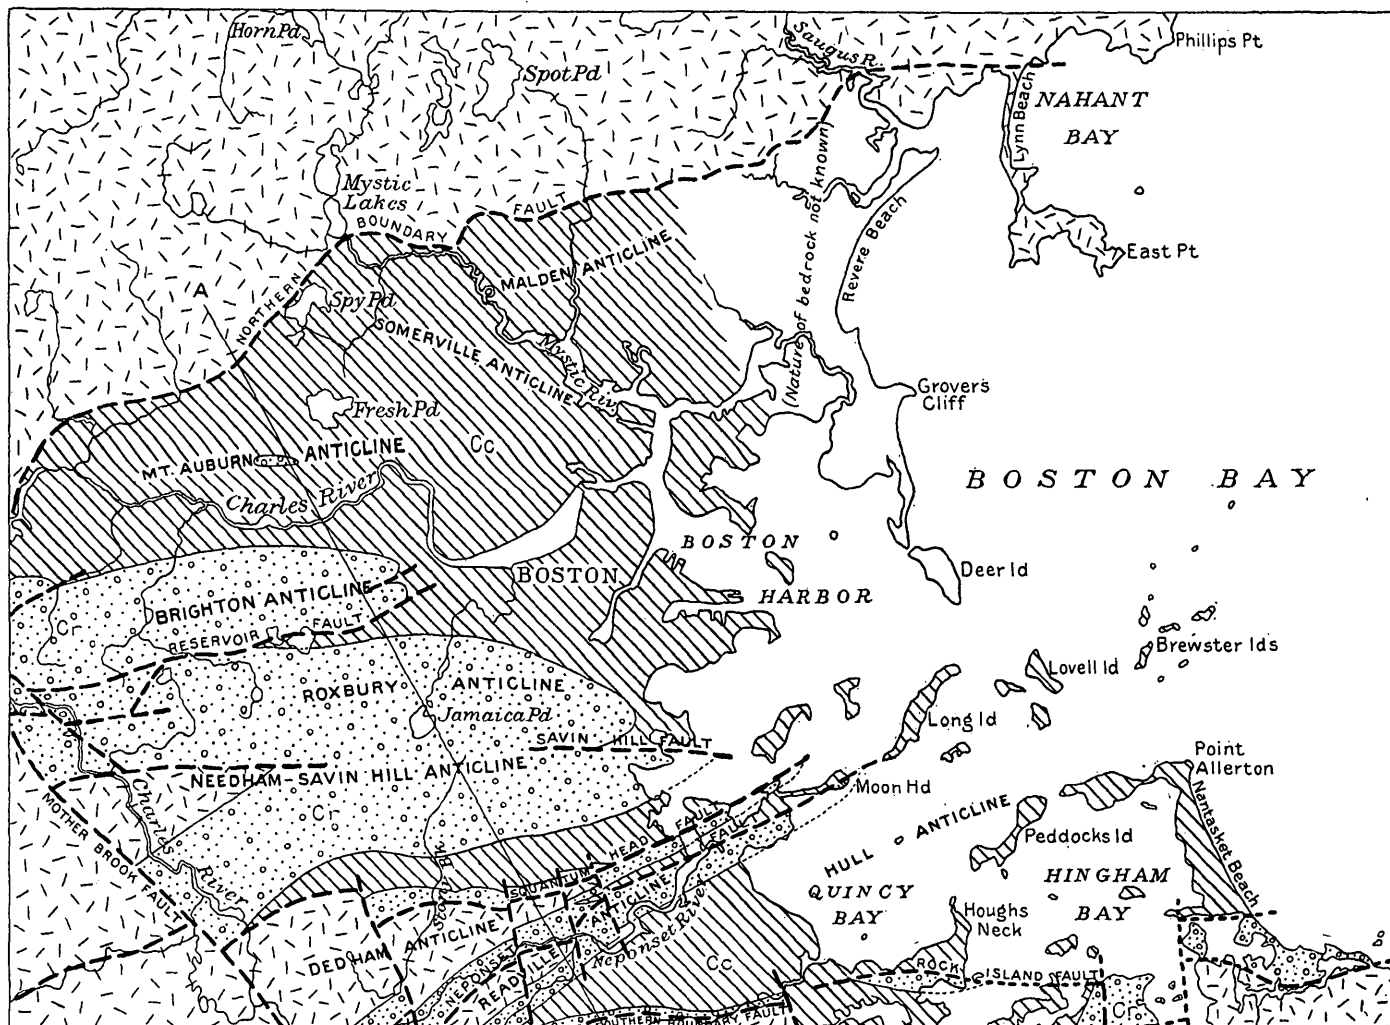 Horn Pd
Spot Pd
Saugus R.
Phillips Pt
Lynn Beach
NAHANT
BAY
Mystic
Lakes
NORTHERN
BOUNDARY
FAULT
MALDEN ANTICLINE
(Nature of bedrock not known)
Revere Beach
East Pt
A
Spy Pd
SOMERVILLE ANTICLINE
Mystic Riv.
Grovers
Cliff
Fresh Pd
MT. AUBURN ANTICLINE
Cc
Charles River
BOSTON BAY
BOSTON
HARBOR
BOSTON
Deer Id
BRIGHTON ANTICLINE
Cr
RESERVOIR FAULT
Brewster Ids
Lovell Id
ROXBURY ANTICLINE
Jamaica Pd
Long Id
SAVIN HILL FAULT
NEEDHAM-SAVIN HILL ANTICLINE
Point
Allerton
Moon Hd
Cr
Charles
River
MOTHER BROOK FAULT
Nantasket Beach
HULL ANTICLINE
Peddocks Id
SQUANTUM HEAD FAULT
HINGHAM
BAY
QUINCY
BAY
Houghs
Neck
DEDHAM ANTICLINE
NEPONSET FAULT
READVILLE ANTICLINE
Neponset River
Cc
ROCK ISLAND FAULT
Cr
SOUTHERN BOUNDARY FAULT